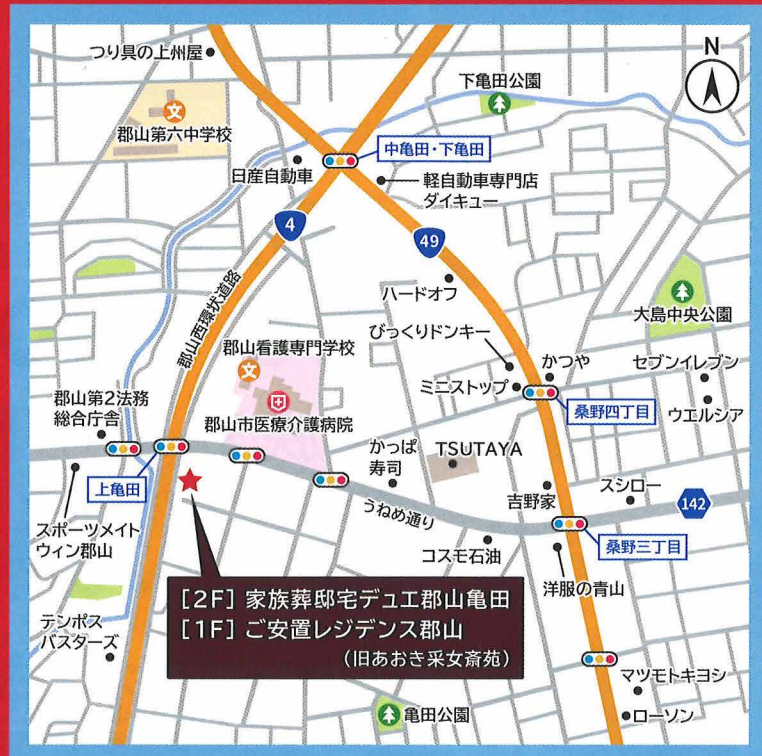 つり具の上州屋
N
下亀田公園
文
郡山第六中学校
中亀田・下亀田
日産自動車
軽自動車専門店
ダイキュー
4
49
ハードオフ
大島中央公園
郡山西環状道路
びっくりドンキー
郡山看護専門学校
文
かつや
セブンイレブン
ミニストップ
郡山第2法務
総合庁舎
桑野四丁目
ウエルシア
郡山市医療介護病院
かっぱ
寿司
TSUTAYA
上亀田
吉野家
スシロー
142
うねめ通り
スポーツメイト
ウィン郡山
コスモ石油
桑野三丁目
洋服の青山
[2F] 家族葬邸宅デュエ郡山亀田
[1F] ご安置レジデンス郡山
(旧あおき采女斎苑)
テンポス
バスターズ
マツモトキヨシ
亀田公園
ローソン